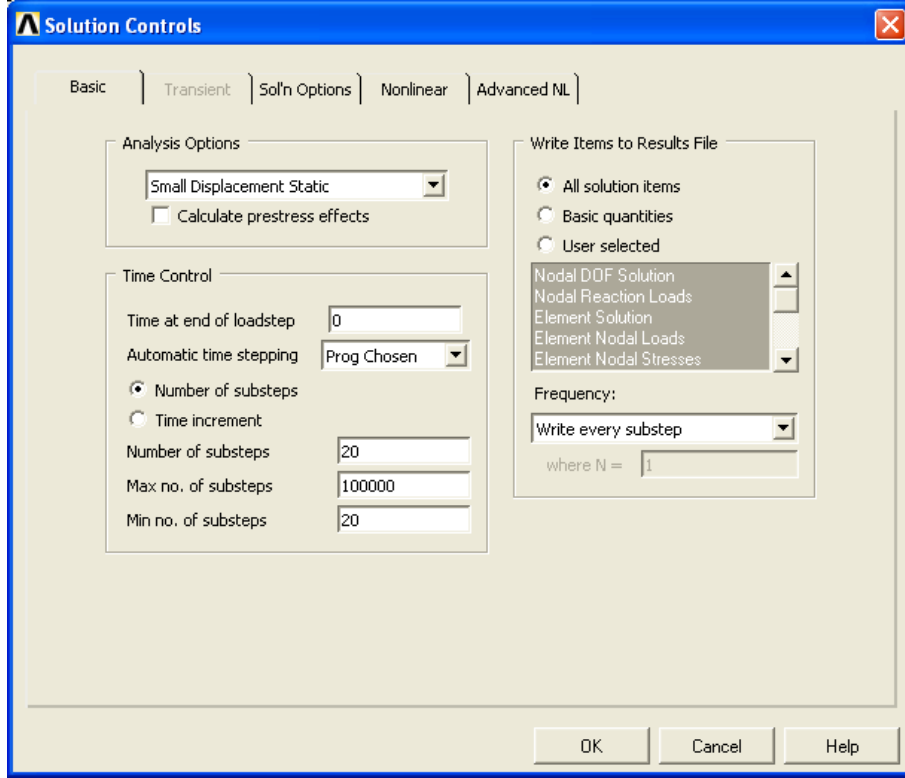 Solution Controls
Basic
Transient
Sol'n Options
Nonlinear
Advanced NL
Analysis Options
Small Displacement Static
Calculate prestress effects
Time Control
Time at end of loadstep 0
Automatic time stepping Prog Chosen
Number of substeps
Time increment
Number of substeps 20
Max no. of substeps 100000
Min no. of substeps 20
Write Items to Results File
All solution items
Basic quantities
User selected
Nodal DOF Solution
Nodal Reaction Loads
Element Solution
Element Nodal Loads
Element Nodal Stresses
Frequency:
Write every substep
where N = 1
OK
Cancel
Help